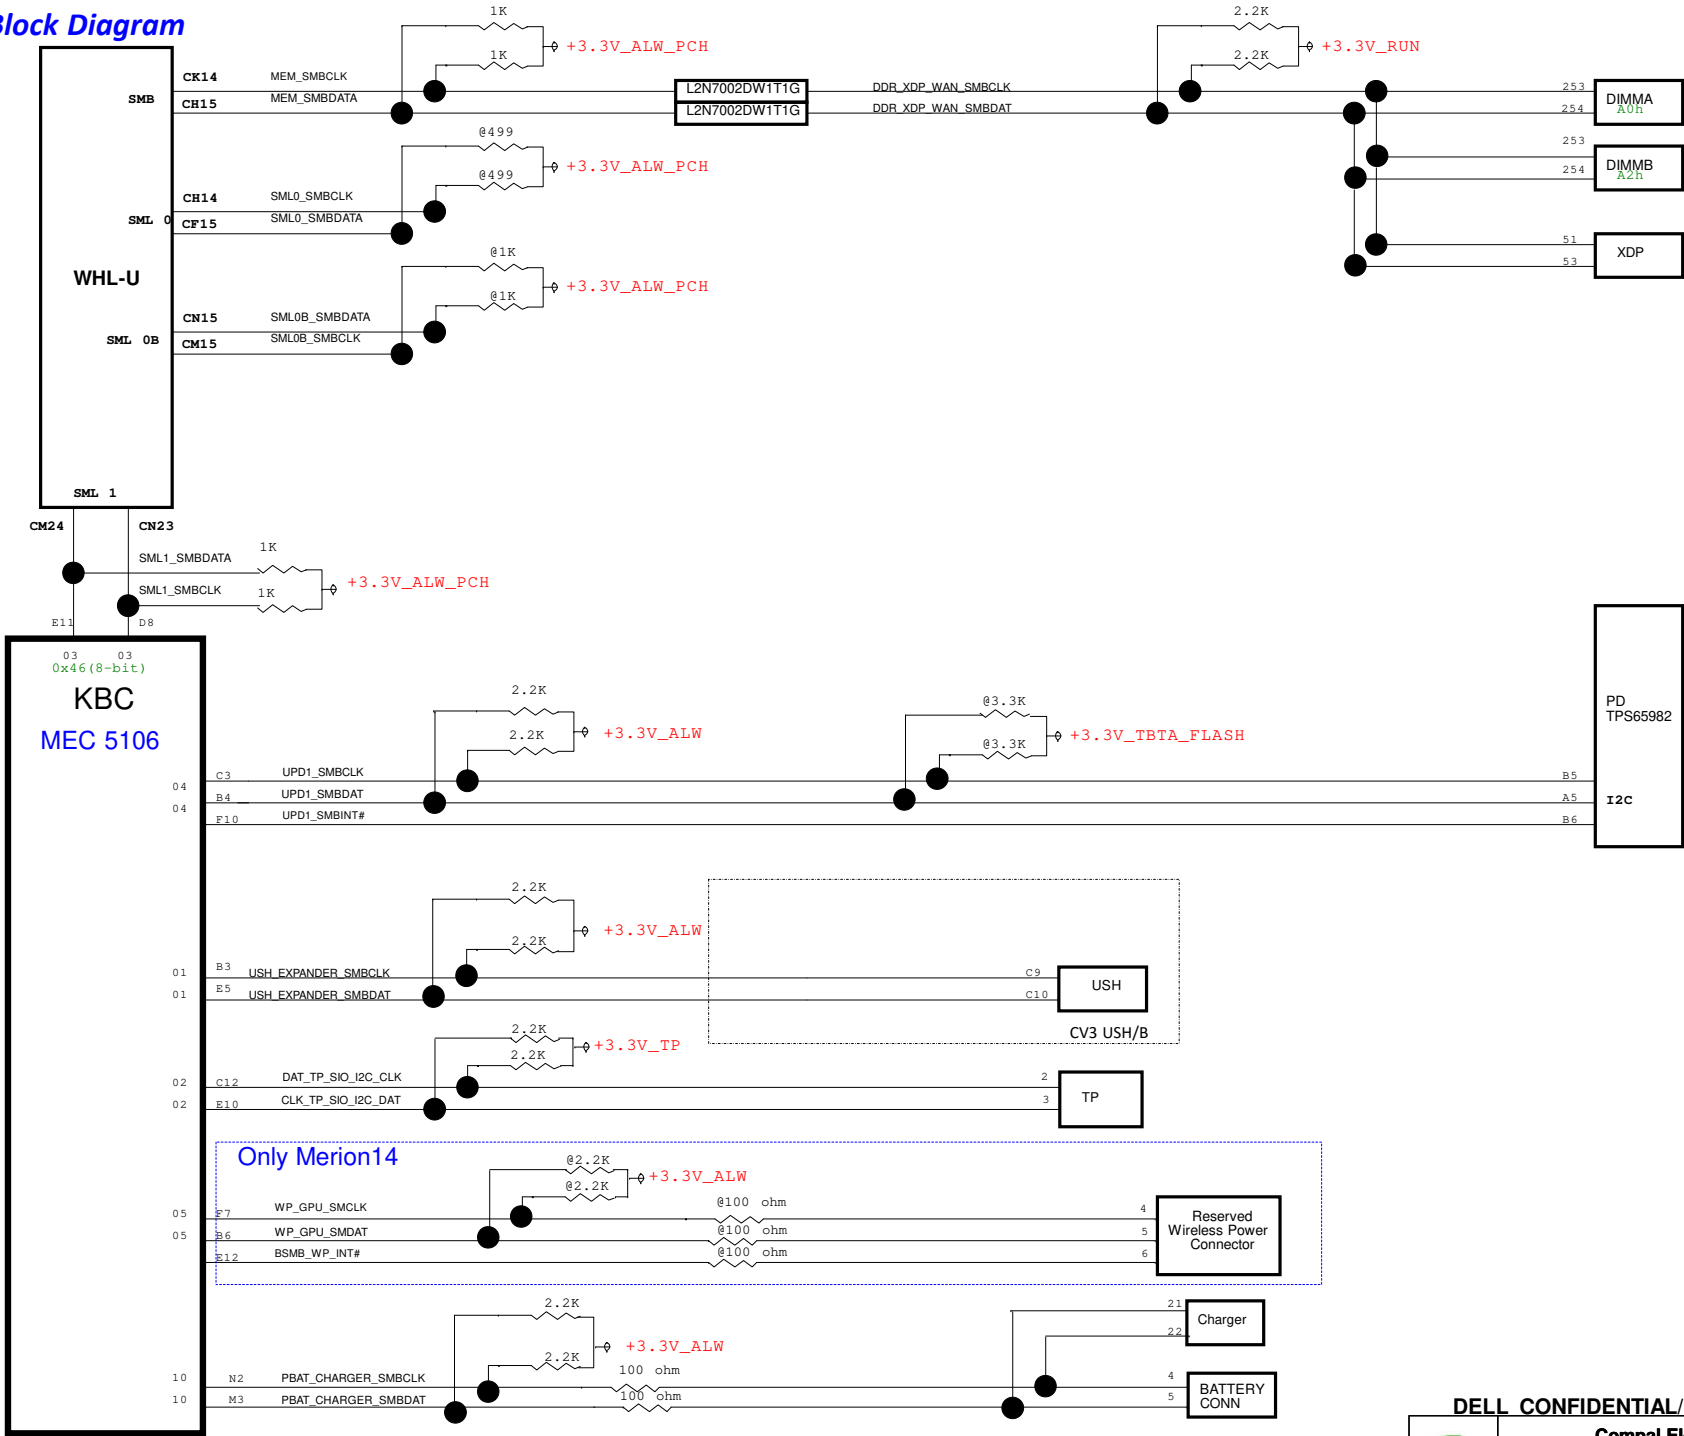 Block Diagram
1K
1K
+3.3V_ALW_PCH
2.2K
2.2K
+3.3V_RUN
SMB
CK14
MEM_SMBCLK
L2N7002DW1T1G
DDR_XDP_WAN_SMBCLK
253
CH15
MEM_SMBDATA
L2N7002DW1T1G
DDR_XDP_WAN_SMBDAT
254
DIMMA
A0h
@499
@499
+3.3V_ALW_PCH
253
254
DIMMB
A2h
SML 0
CH14
SML0_SMBCLK
CF15
SML0_SMBDATA
51
53
XDP
@1K
@1K
+3.3V_ALW_PCH
WHL-U
SML 0B
CN15
SML0B_SMBDATA
CM15
SML0B_SMBCLK
SML 1
CM24
CN23
SML1_SMBDATA
1K
SML1_SMBCLK
1K
+3.3V_ALW_PCH
E11
D8
03
03
0x46(8-bit)
KBC
MEC 5106
2.2K
2.2K
+3.3V_ALW
@3.3K
@3.3K
+3.3V_TBTA_FLASH
PD
TPS65982
I2C
04
C3
UPD1_SMBCLK
B5
04
B4
UPD1_SMBDAT
A5
F10
UPD1_SMBINT#
B6
2.2K
2.2K
+3.3V_ALW
01
B3
USH_EXPANDER_SMBCLK
C9
01
E5
USH_EXPANDER_SMBDAT
C10
USH
CV3 USH/B
2.2K
2.2K
+3.3V_TP
02
C12
DAT_TP_SIO_I2C_CLK
2
02
E10
CLK_TP_SIO_I2C_DAT
3
TP
Only Merion14
@2.2K
@2.2K
+3.3V_ALW
05
F7
WP_GPU_SMCLK
@100 ohm
4
05
B6
WP_GPU_SMDAT
@100 ohm
5
E12
BSMB_WP_INT#
@100 ohm
6
Reserved
Wireless Power
Connector
2.2K
2.2K
+3.3V_ALW
21
22
Charger
10
N2
PBAT_CHARGER_SMBCLK
100 ohm
4
10
M3
PBAT_CHARGER_SMBDAT
100 ohm
5
BATTERY
CONN
DELL CONFIDENTIAL/